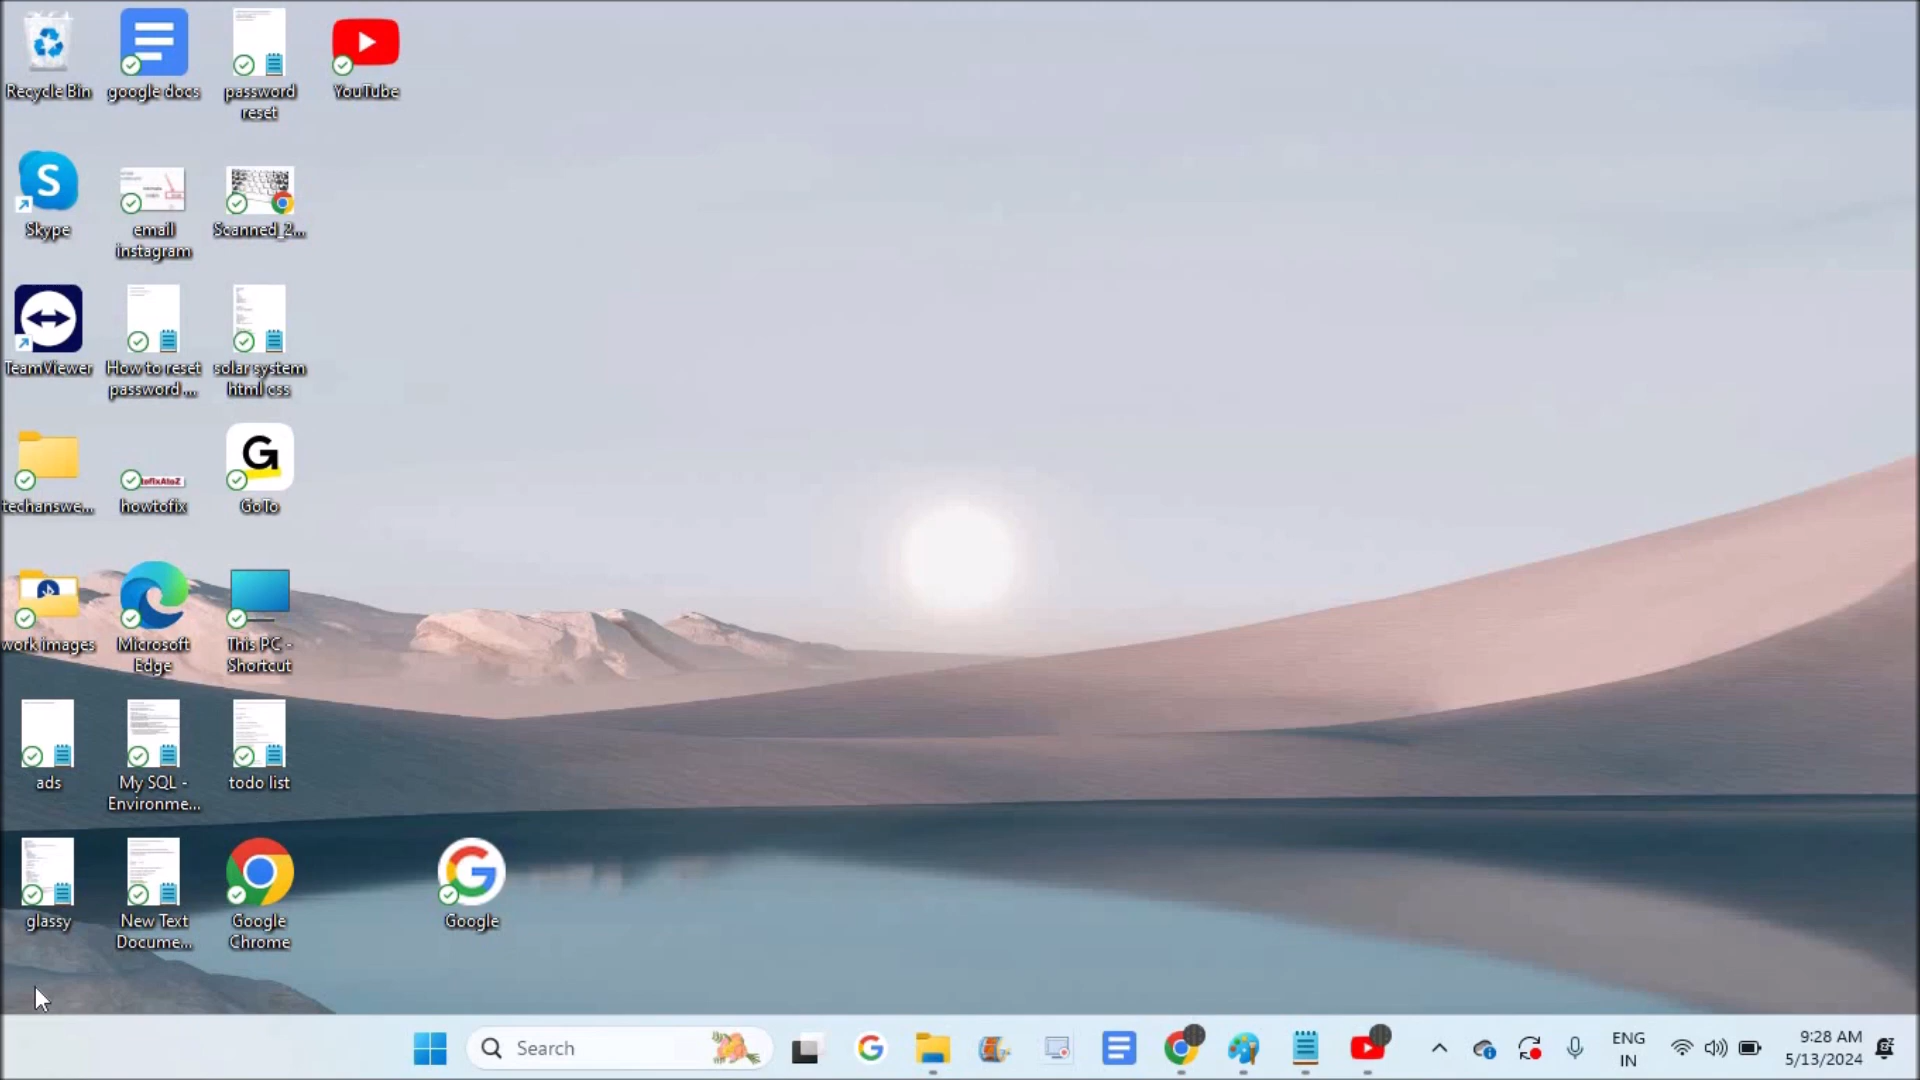 Recycle Bin
google docs
password
reset
YouTube
Skype
email
instagram
Scanned_2...
TeamViewer
How to reset
password ...
solar system
html css
techanswe...
howtofix
GoTo
work images
Microsoft
Edge
This PC -
Shortcut
ads
My SQL -
Environme...
todo list
glassy
New Text
Docume...
Google
Chrome
Google
Search
ENG
IN
9:28 AM
5/13/2024